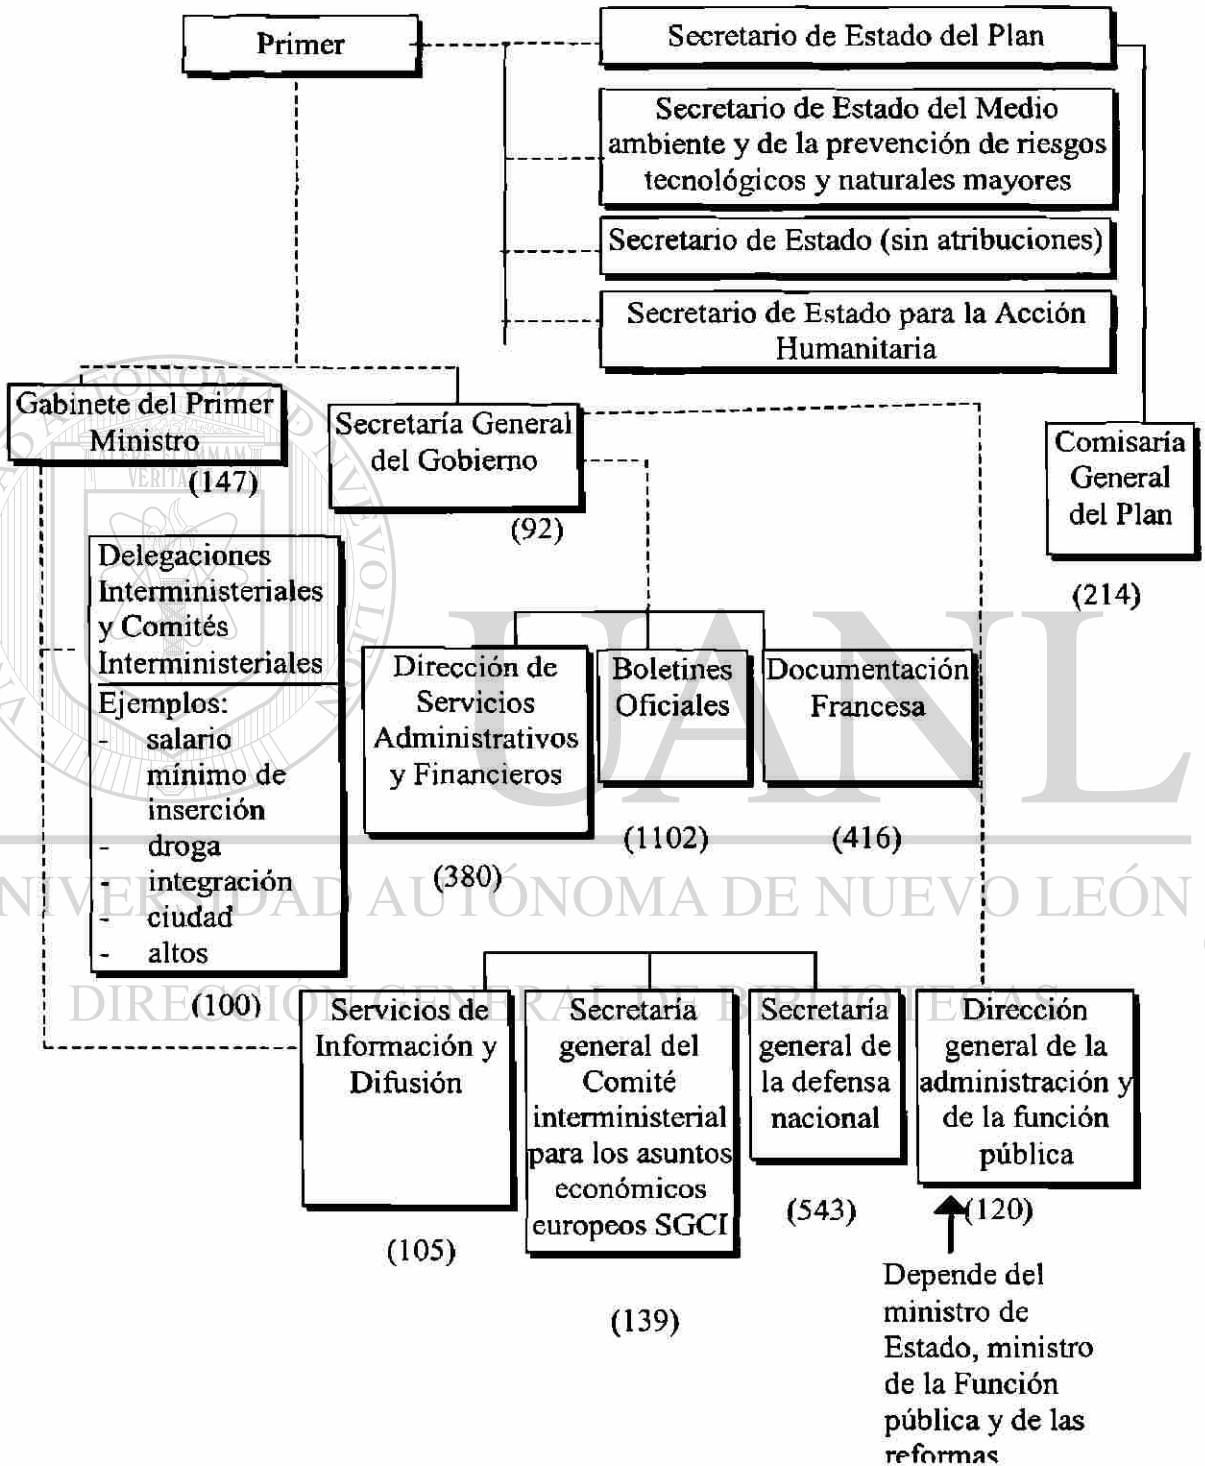 Primer
Secretario de Estado del Plan
Secretario de Estado del Medio
ambiente y de la prevención de riesgos
tecnológicos y naturales mayores
Secretario de Estado (sin atribuciones)
Secretario de Estado para la Acción
Humanitaria
Gabinete del Primer
Ministro
(147)
Secretaría General
del Gobierno
(92)
Comisaría
General
del Plan
(214)
Delegaciones
Interministeriales
y Comités
Interministeriales
Ejemplos:
- salario
mínimo de
inserción
- droga
- integración
- ciudad
- altos
(100)
Dirección de
Servicios
Administrativos
y Financieros
(380)
Boletines
Oficiales
(1102)
Documentación
Francesa
(416)
Servicios de
Información y
Difusión
(105)
Secretaría
general del
Comité
interministerial
para los asuntos
económicos
europeos SGCI
(139)
Secretaría
general de
la defensa
nacional
(543)
Dirección
general de la
administración y
de la función
pública
(120)
Depende del
ministro de
Estado, ministro
de la Función
pública y de las
reformas
UANL
UNIVERSIDAD AUTÓNOMA DE NUEVO LEÓN
DIRECCIÓN GENERAL DE BIBLIOTECAS
ALERE FLAMMAM
VERITATIS